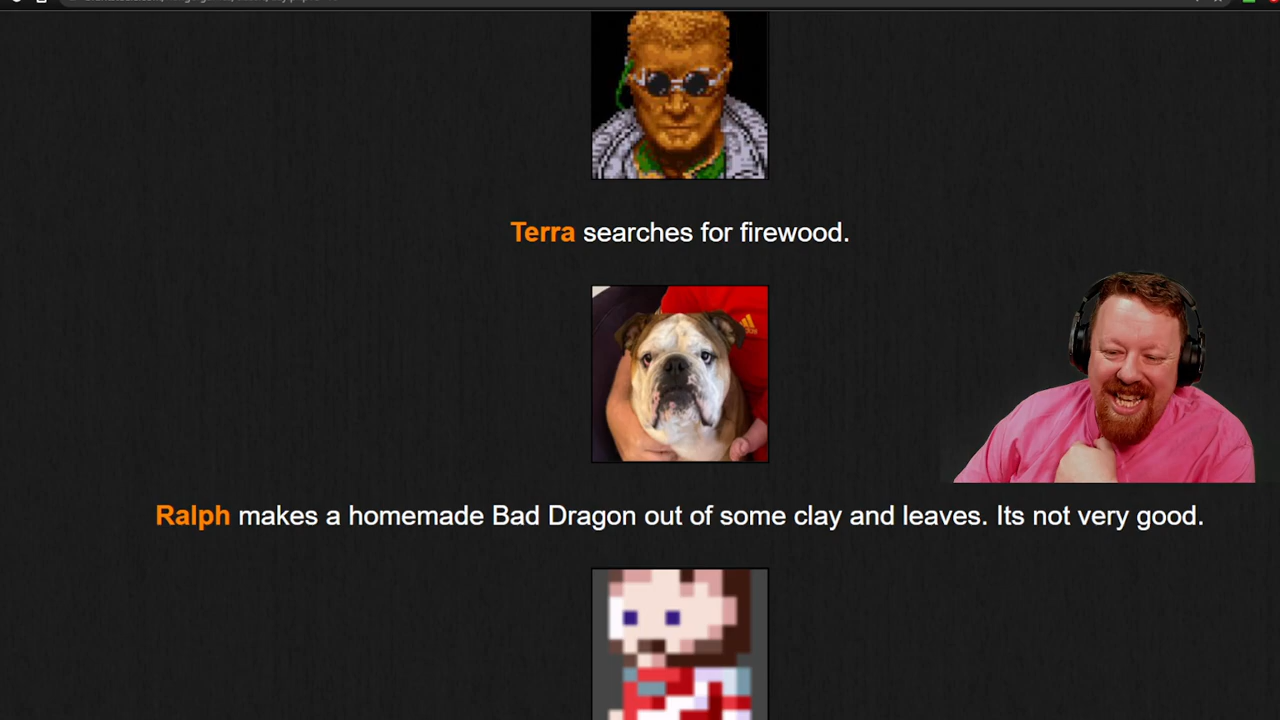 Terra searches for firewood.
Ralph makes a homemade Bad Dragon out of some clay and leaves. Its not very good.